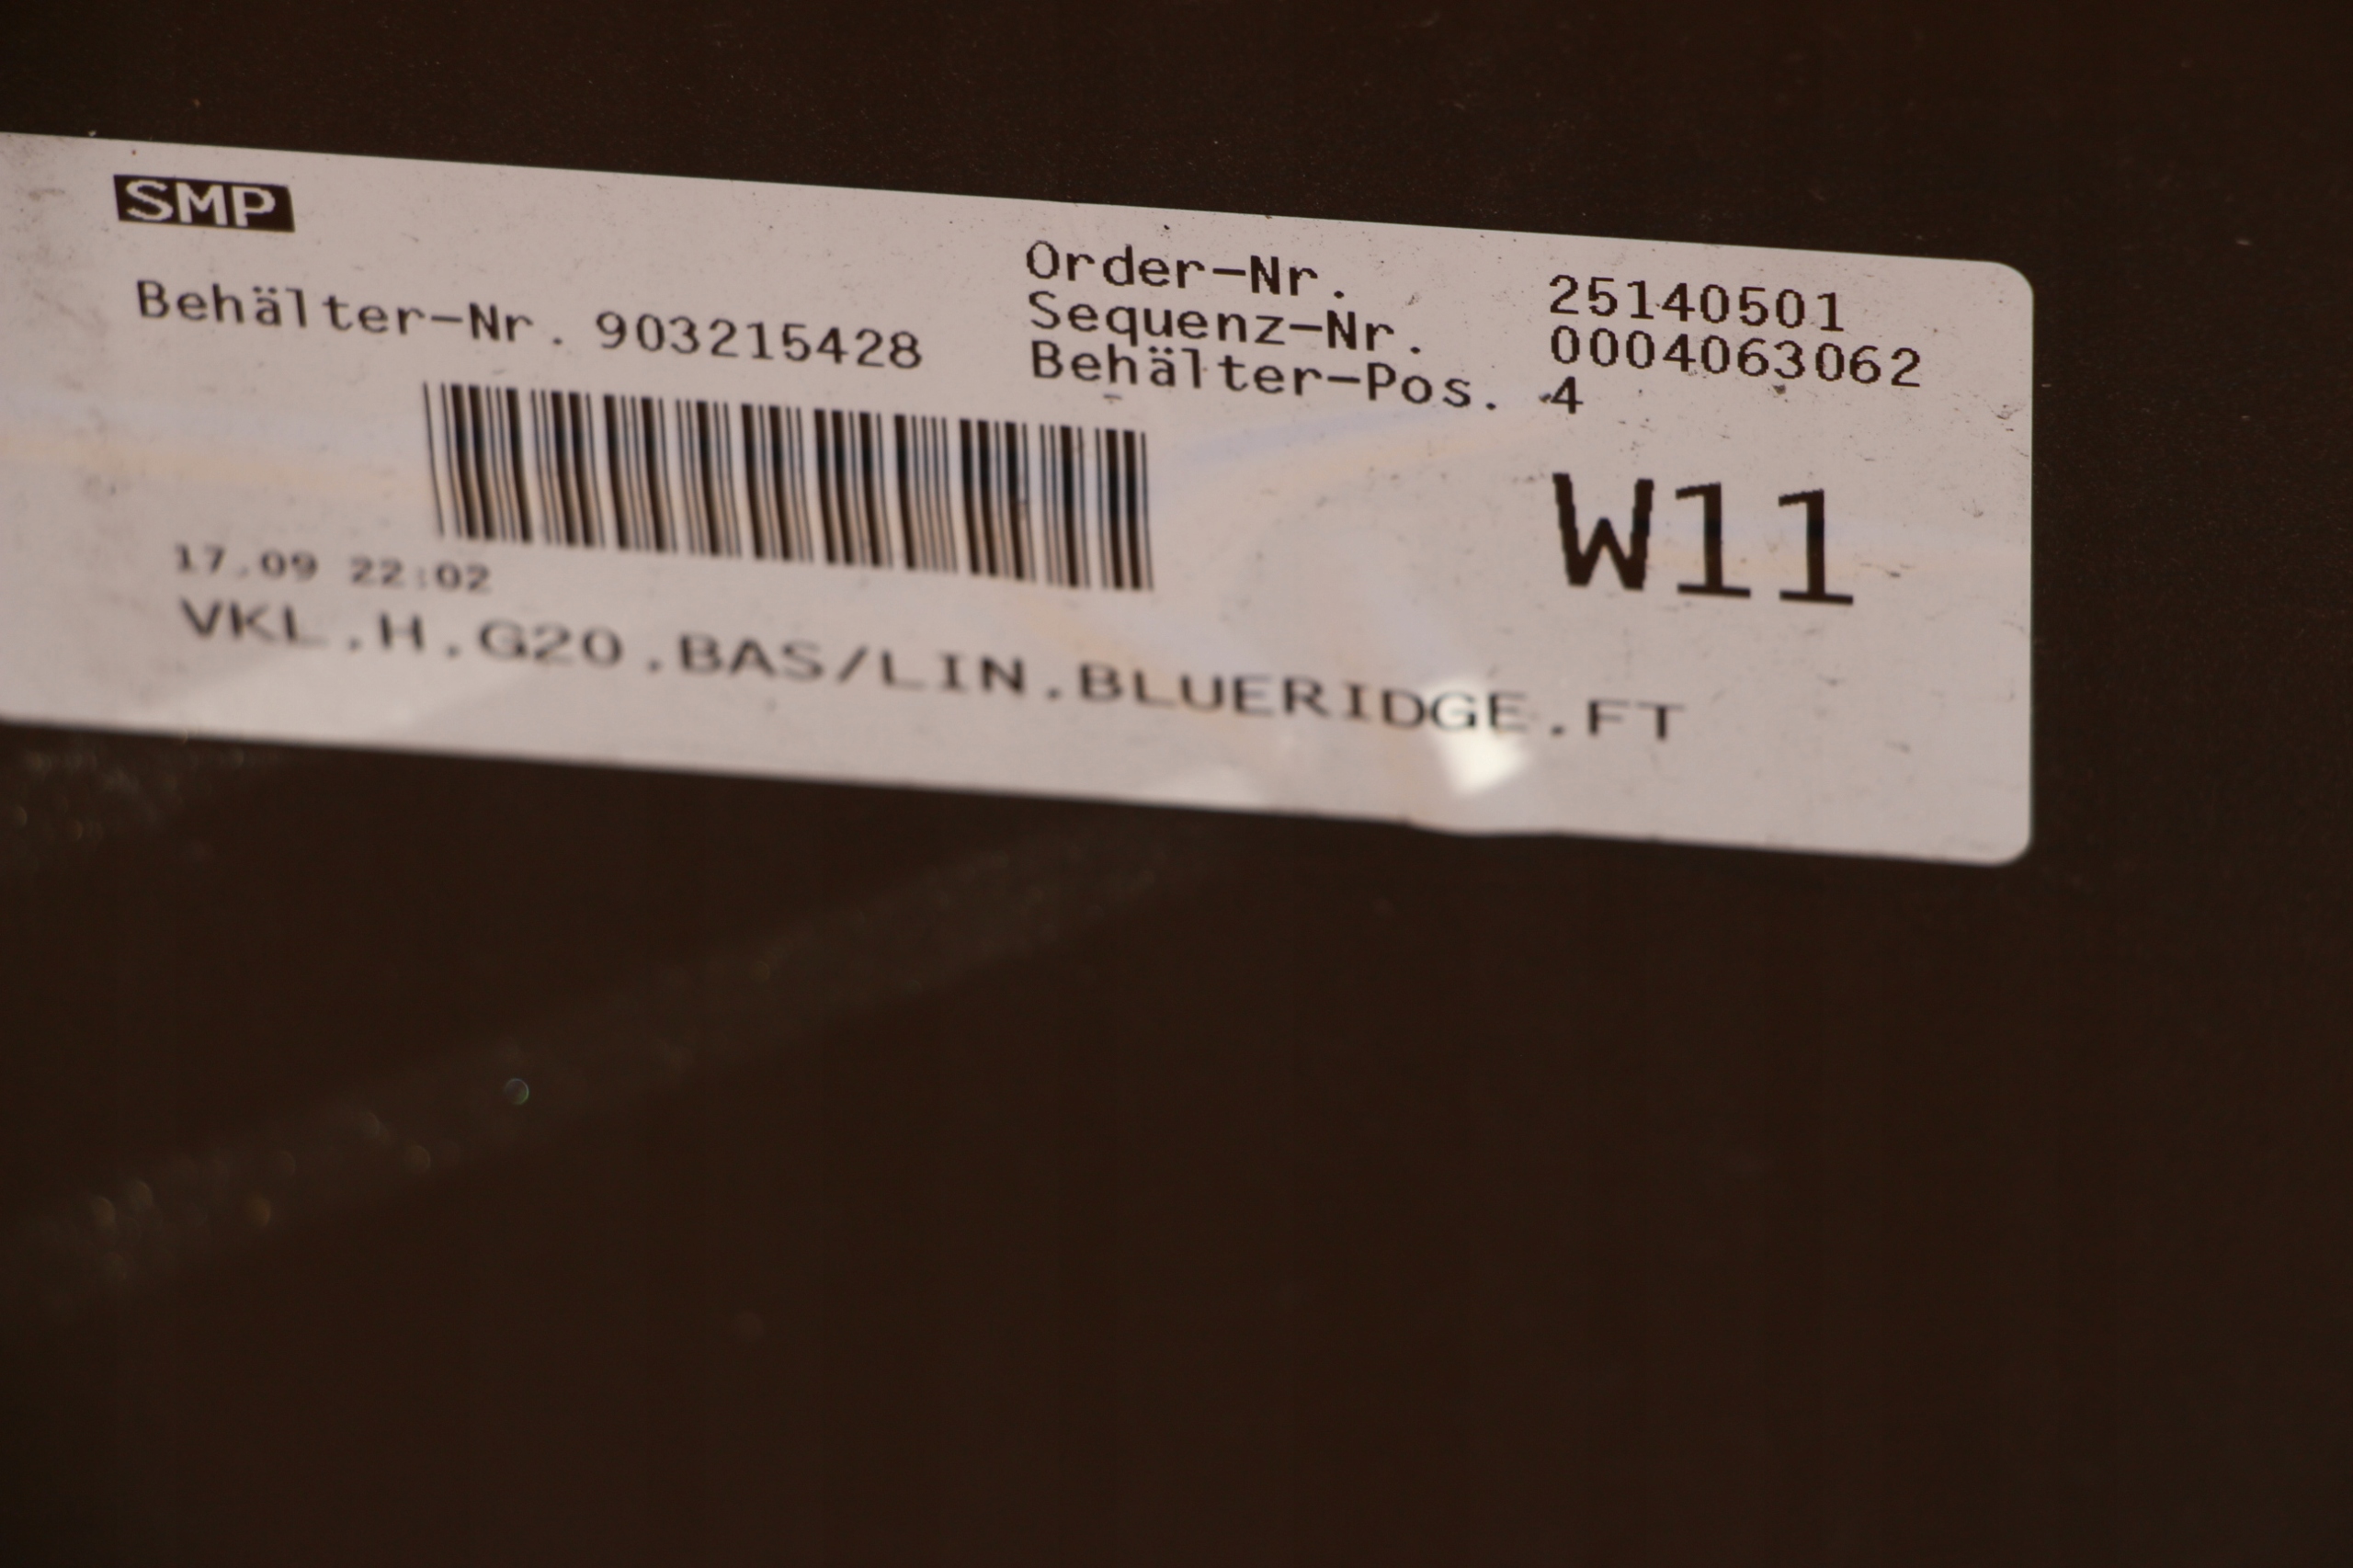 SMP
Order-Nr. 25140501
Behälter-Nr. 903215428
Sequenz-Nr. 0004063062
Behälter-Pos. 4
W11
17.09 22:02
VKL.H.G20.BAS/LIN.BLUERIDGE.FT